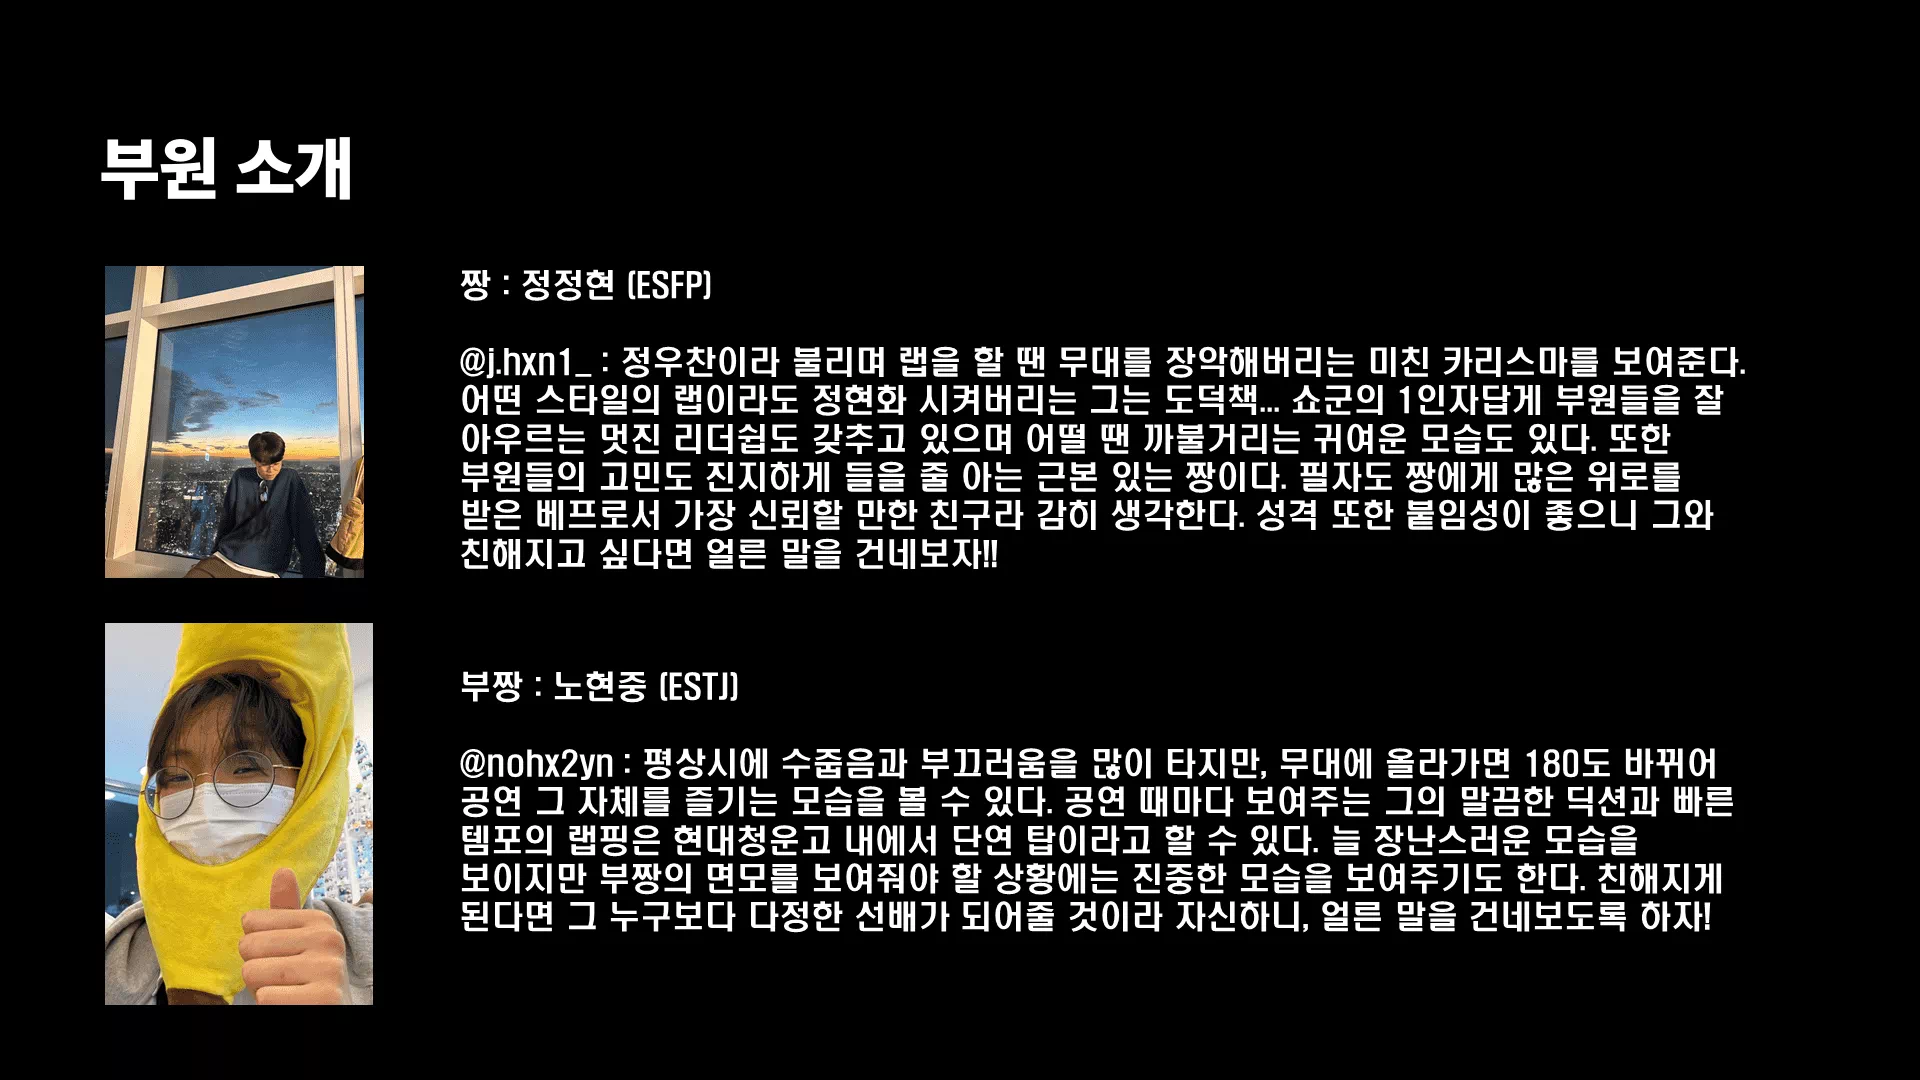 부원 소개
짱 : 정정현 (ESFP)
@j.hxn1_ : 정우찬이라 불리며 랩을 할 땐 무대를 장악해버리는 미친 카리스마를 보여준다.
어떤 스타일의 랩이라도 정현화 시켜버리는 그는 도덕책... 쇼군의 1인자답게 부원들을 잘
아우르는 멋진 리더쉽도 갖추고 있으며 어떨 땐 까불거리는 귀여운 모습도 있다. 또한
부원들의 고민도 진지하게 들을 줄 아는 근본 있는 짱이다. 필자도 짱에게 많은 위로를
받은 베프로서 가장 신뢰할 만한 친구라 감히 생각한다. 성격 또한 붙임성이 좋으니 그와
친해지고 싶다면 얼른 말을 건네보자!!
부짱 : 노현중 (ESTJ)
@nohx2yn : 평상시에 수줍음과 부끄러움을 많이 타지만, 무대에 올라가면 180도 바뀌어
공연 그 자체를 즐기는 모습을 볼 수 있다. 공연 때마다 보여주는 그의 말끔한 딕션과 빠른
템포의 랩핑은 현대청운고 내에서 단연 탑이라고 할 수 있다. 늘 장난스러운 모습을
보이지만 부짱의 면모를 보여줘야 할 상황에는 진중한 모습을 보여주기도 한다. 친해지게
된다면 그 누구보다 다정한 선배가 되어줄 것이라 자신하니, 얼른 말을 건네보도록 하자!